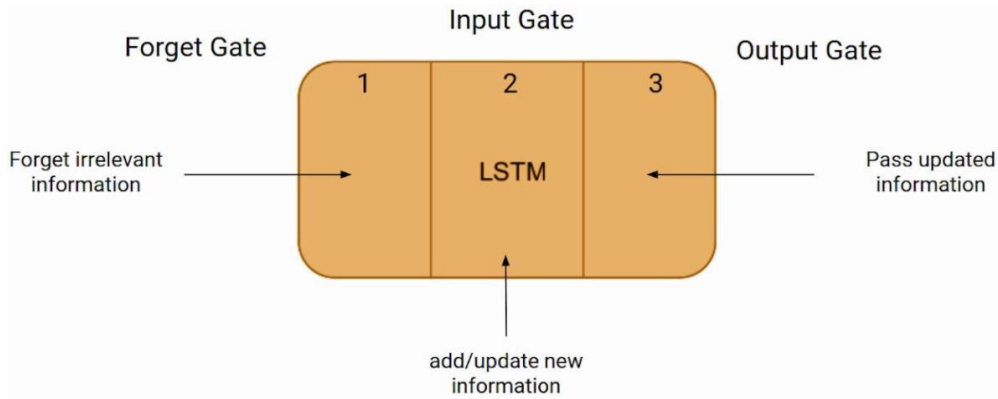 Input Gate
Forget Gate
Output Gate
1
2
3
Forget irrelevant
information
LSTM
Pass updated
information
add/update new
information